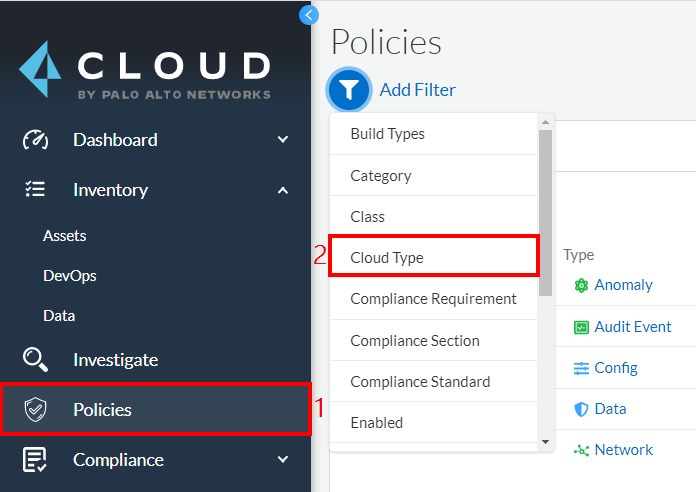 CLOUD
BY PALO ALTO NETWORKS
Dashboard
Inventory
Assets
DevOps
Data
Investigate
Policies
1
Compliance
Policies
Add Filter
Build Types
Category
Class
2
Cloud Type
Compliance Requirement
Compliance Section
Compliance Standard
Enabled
Type
Anomaly
Audit Event
Config
Data
Network